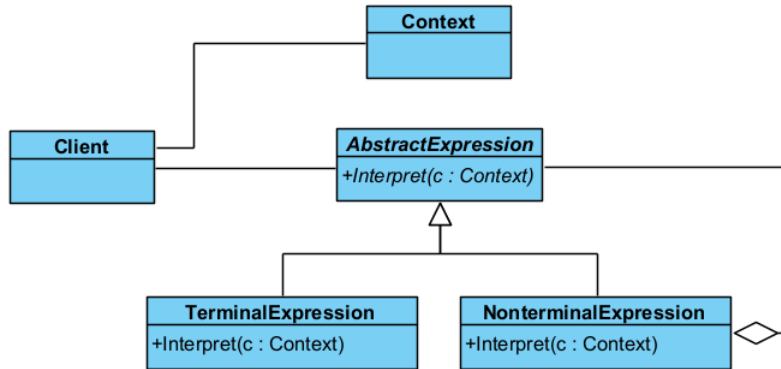 Context
Client
AbstractExpression
+Interpret(c : Context)
TerminalExpression
+Interpret(c : Context)
NonterminalExpression
+Interpret(c : Context)